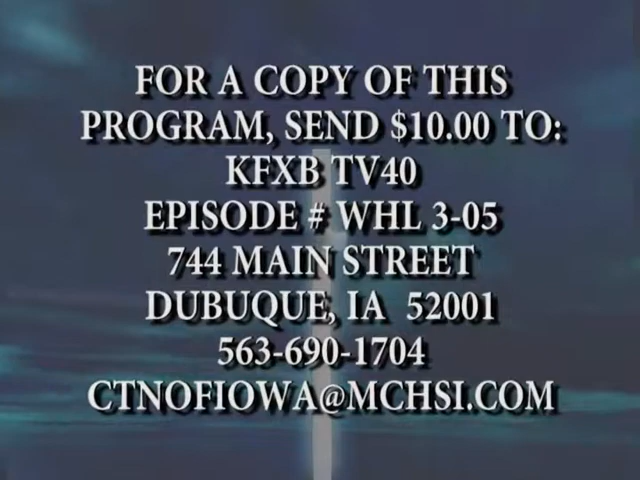 FOR A COPY OF THIS
PROGRAM, SEND $10.00 TO:
KFXB TV40
EPISODE # WHL 3-05
744 MAIN STREET
DUBUQUE, IA 52001
563-690-1704
CTNOFIOWA@MCHSI.COM